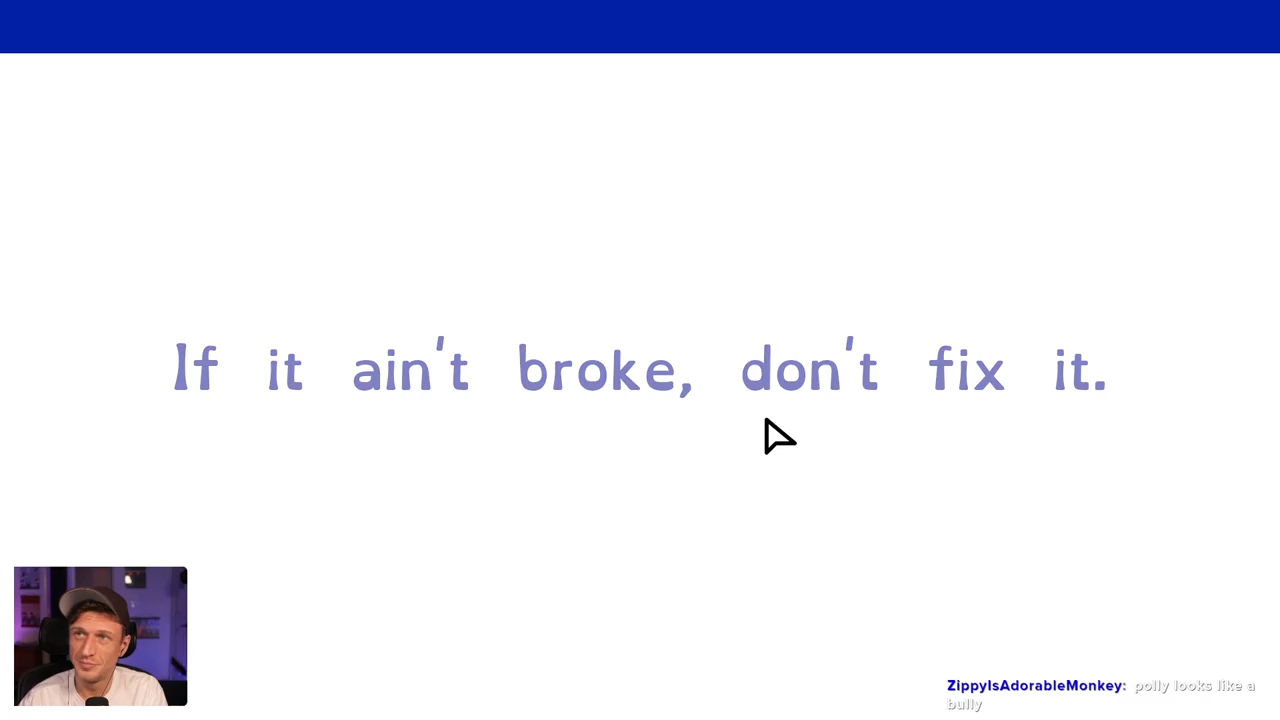 If it ain't broke, don't fix it.
ZippyIsAdorableMonkey: polly looks like a
bully